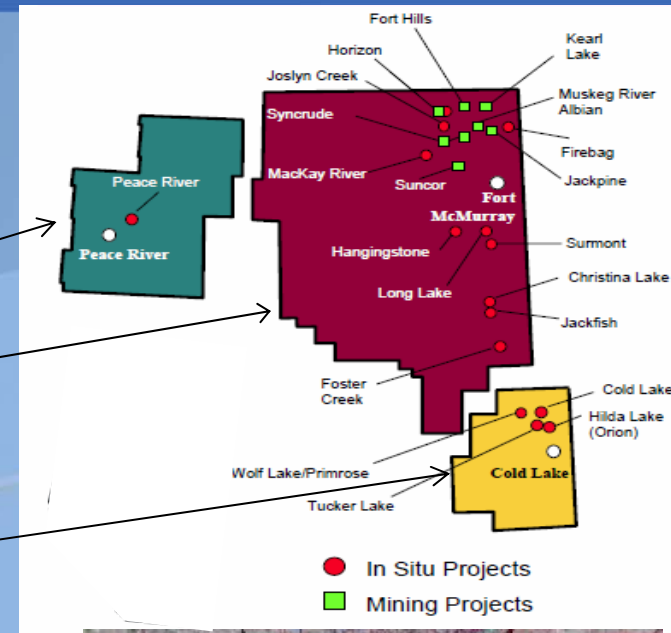 Fort Hills
Kearl
Lake
Horizon
Joslyn Creek
Muskeg River
Albian
Syncrude
Firebag
MacKay River
Suncor
Jackpine
Fort
McMurray
Peace River
Peace River
Hangingstone
Surmont
Long Lake
Christina Lake
Jackfish
Foster
Creek
Cold Lake
Hilda Lake
(Orion)
Wolf Lake/Primrose
Cold Lake
Tucker Lake
In Situ Projects
Mining Projects